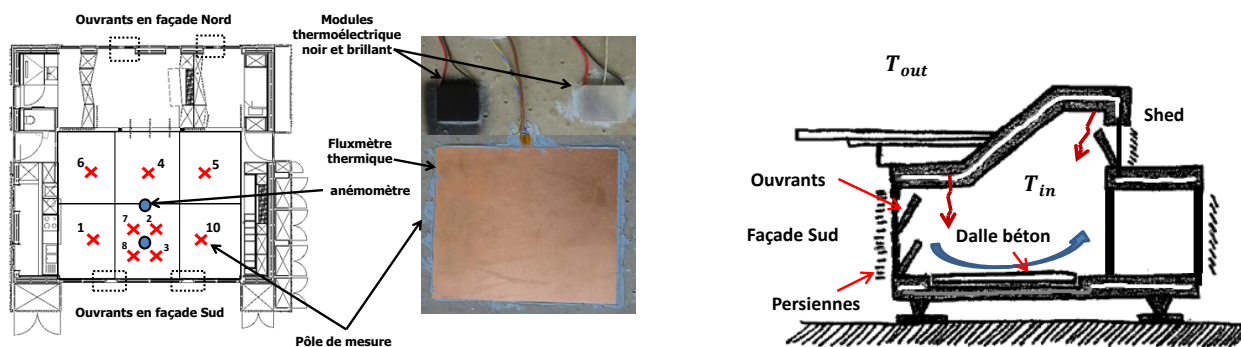 Ouvrants en façade Nord
6
4
5
7
2
1
10
8
3
Ouvrants en façade Sud
Modules
thermoélectrique
noir et brillant
Fluxmètre
thermique
anémomètre
Pôle de mesure
T_out
Shed
Ouvrants
T_in
Façade Sud
Dalle béton
Persiennes